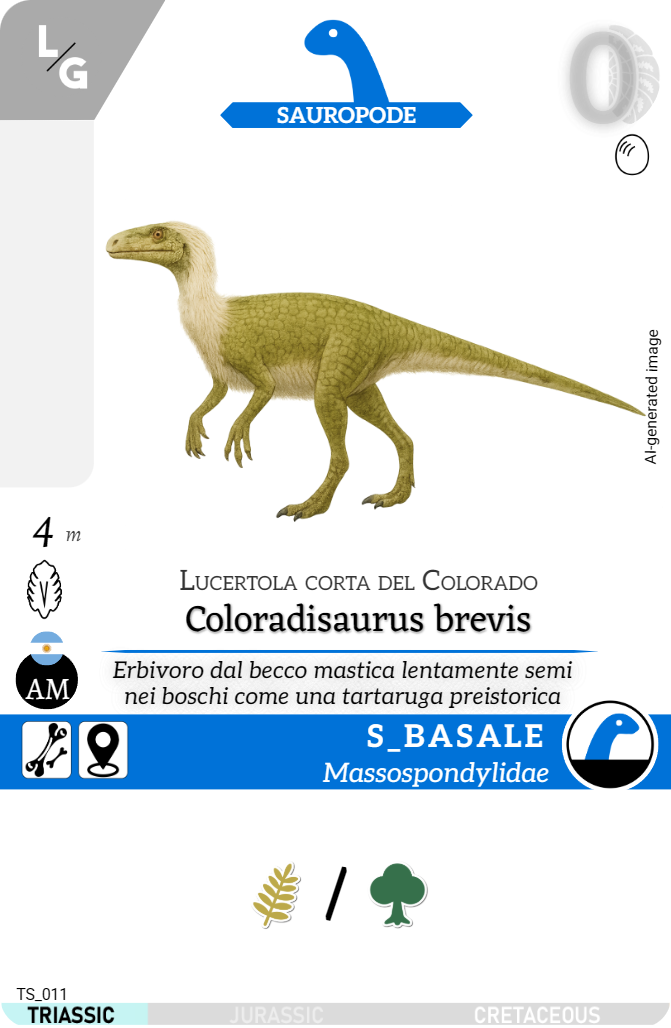 L/G
SAUROPODE
0
AI-generated image
4 m
LUCERTOLA CORTA DEL COLORADO
Coloradisaurus brevis
Erbivoro dal becco mastica lentamente semi
nei boschi come una tartaruga preistorica
AM
S_BASALE
Massospondylidae
/
TS_011
TRIASSIC JURASSIC CRETACEOUS